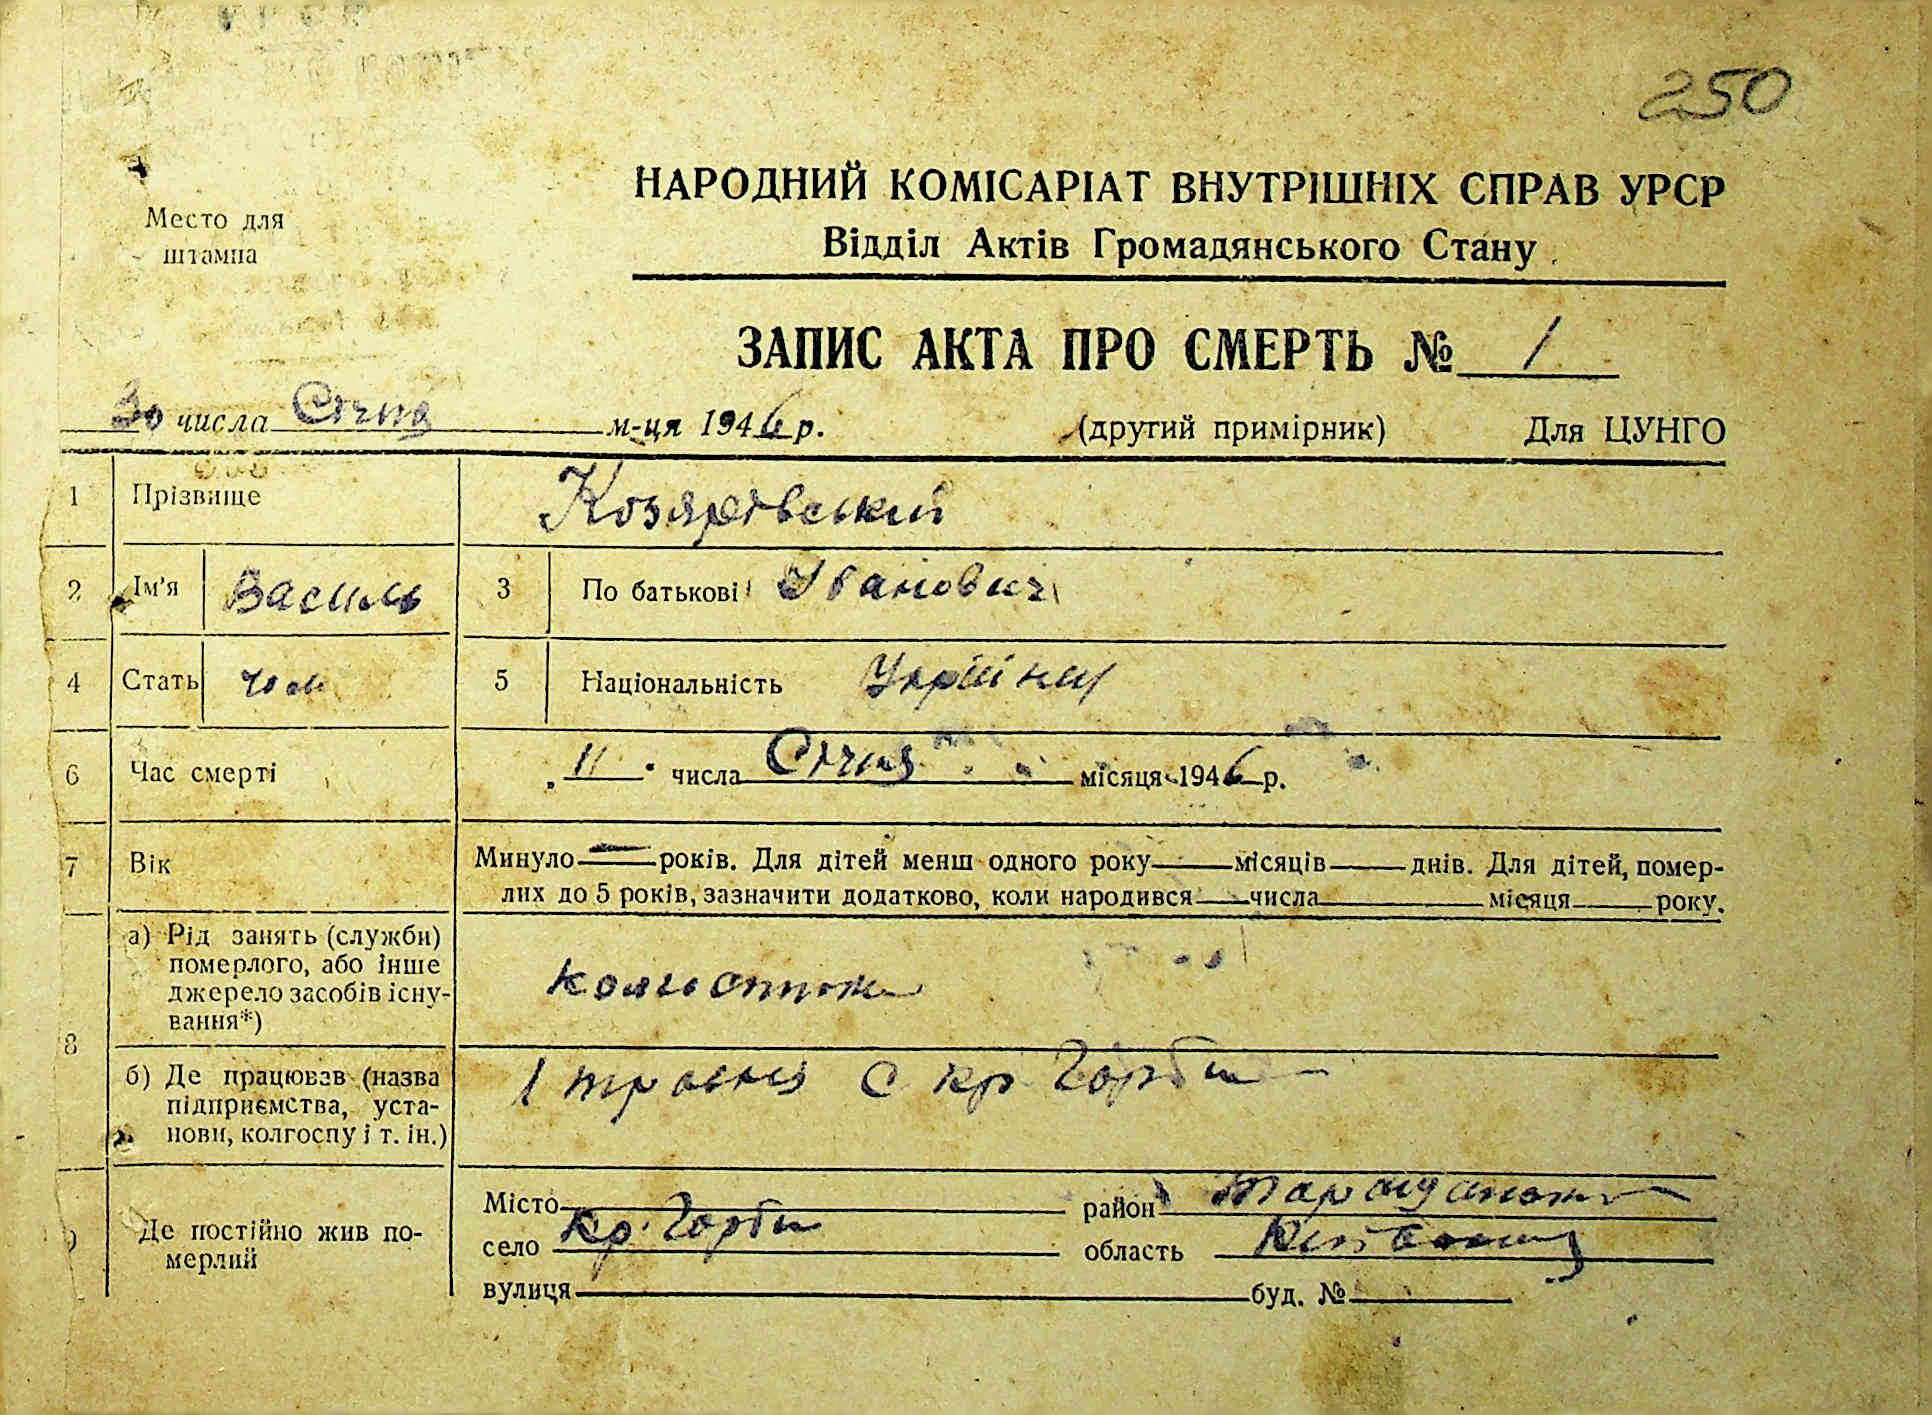 250
НАРОДНИЙ КОМІСАРІАТ ВНУТРІШНІХ СПРАВ УРСР
Место для штампа
Відділ Актів Громадянського Стану
ЗАПИС АКТА ПРО СМЕРТЬ № 1
30 числа Січня м-ця 1946 р. (другий примірник) Для ЦУНГО
1 Прізвище
2 Ім'я Василь 3 По батькові Іванович
4 Стать чол 5 Національність
6 Час смерті „ 11 " числа Січня місяця 1946 р.
7 Вік Минуло — років. Для дітей менш одного року місяців днів. Для дітей, помер-
лих до 5 років, зазначити додатково, коли народився числа місяця року.
8 а) Рід занять (служби)
померлого, або інше
джерело засобів існу-
вання*)
б) Де працював (назва
підприємства, уста-
нови, колгоспу і т. ін.)
1 травня с кр Горби
9 Де постійно жив по-
мерлий
Місто район
село кр. Горби область
вулиця буд. №